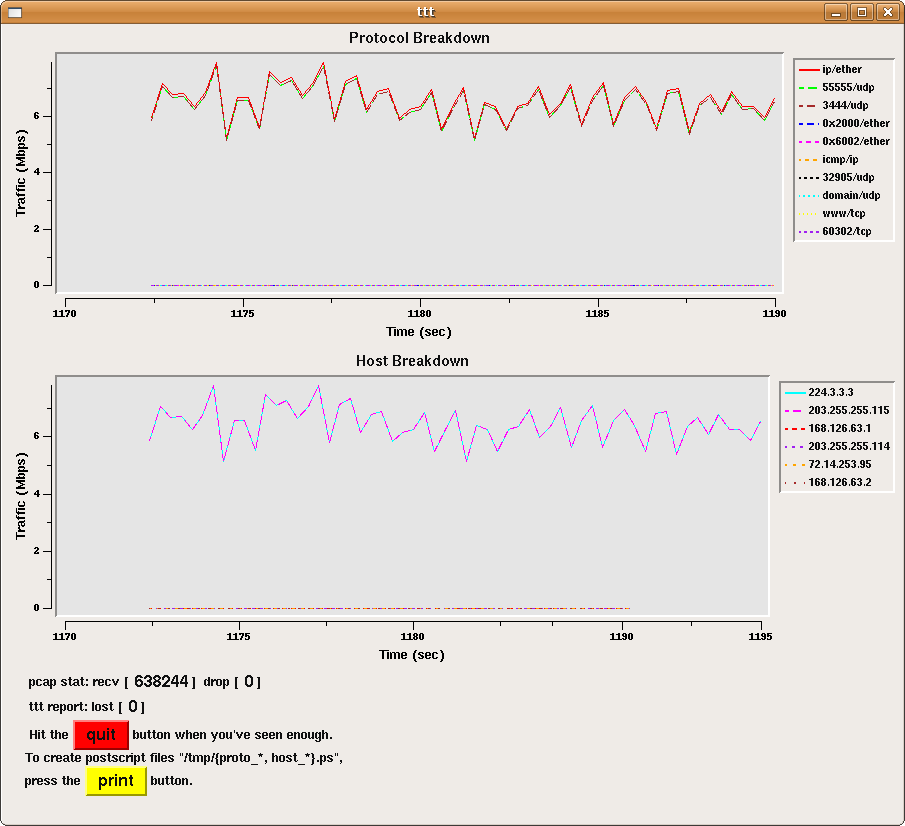 ttt
Protocol Breakdown
Traffic (Mbps)
6
4
2
0
1170 1175 1180 1185 1190
Time (sec)
ip/ether
55555/udp
3444/udp
0x2000/ether
0x6002/ether
icmp/ip
32905/udp
domain/udp
www/tcp
60302/tcp
Host Breakdown
Traffic (Mbps)
6
4
2
0
1170 1175 1180 1190 1195
Time (sec)
224.3.3.3
203.255.255.115
168.126.63.1
203.255.255.114
72.14.253.95
168.126.63.2
pcap stat: recv [ 638244 ] drop [ 0 ]
ttt report: lost [ 0 ]
Hit the quit button when you've seen enough.
To create postscript files "/tmp/{proto_*, host_*}.ps",
press the print button.